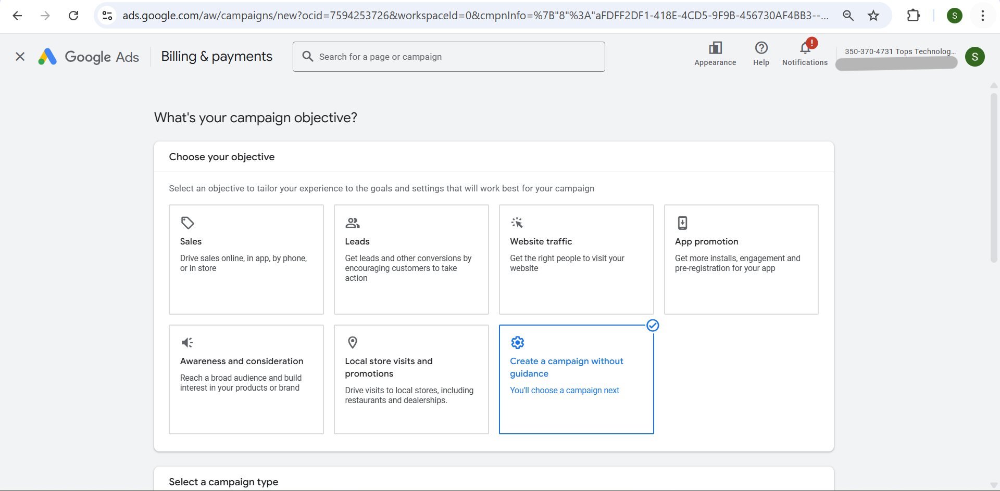 ads.google.com/aw/campaigns/new?ocid=7594253726&workspaceId=0&cmpnInfo=%7B"8"%3A"aFDFF2DF1-418E-4CD5-9F9B-456730AF4BB3--...
S
Google Ads
Billing & payments
Search for a page or campaign
Appearance
Help
!
Notifications
350-370-4731 Tops Technolog...
S
What's your campaign objective?
Choose your objective
Select an objective to tailor your experience to the goals and settings that will work best for your campaign
Sales
Drive sales online, in app, by phone,
or in store
Leads
Get leads and other conversions by
encouraging customers to take
action
Website traffic
Get the right people to visit your
website
App promotion
Get more installs, engagement and
pre-registration for your app
Awareness and consideration
Reach a broad audience and build
interest in your products or brand
Local store visits and
promotions
Drive visits to local stores, including
restaurants and dealerships.
Create a campaign without
guidance
You'll choose a campaign next
Select a campaign type